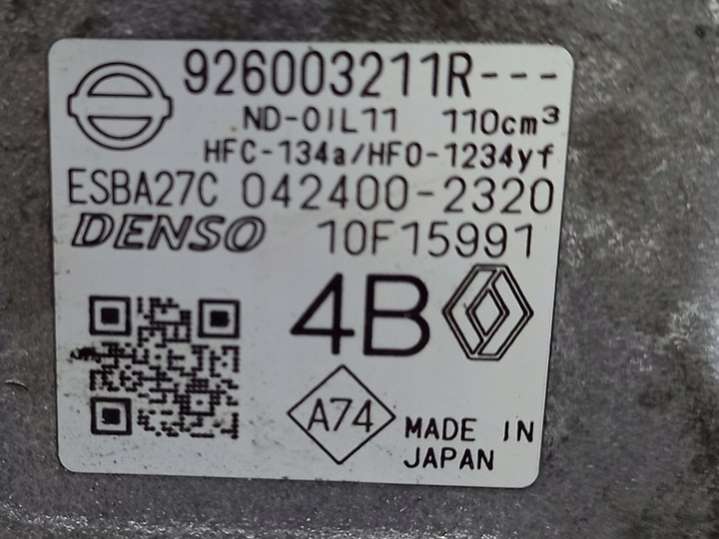 926003211R---
ND-OIL11 110cm³
HFC-134a/HFO-1234yf
ESBA27C 042400-2320
DENSO 10F15991
4B
A74
MADE IN
JAPAN